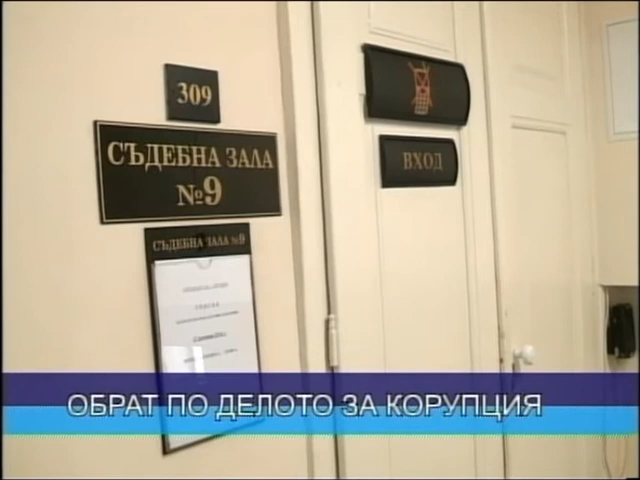 309
СЪДЕБНА ЗАЛА
№9
ВХОД
СЪДЕБНА ЗАЛА №9
ОБРАТ ПО ДЕЛОТО ЗА КОРУПЦИЯ